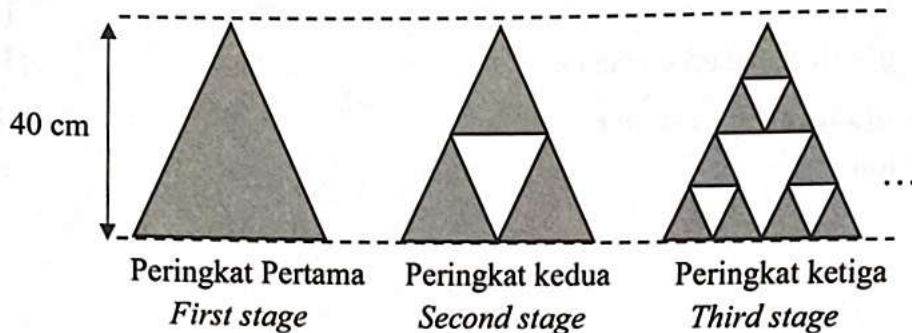 40 cm
...
Peringkat Pertama
First stage
Peringkat kedua
Second stage
Peringkat ketiga
Third stage